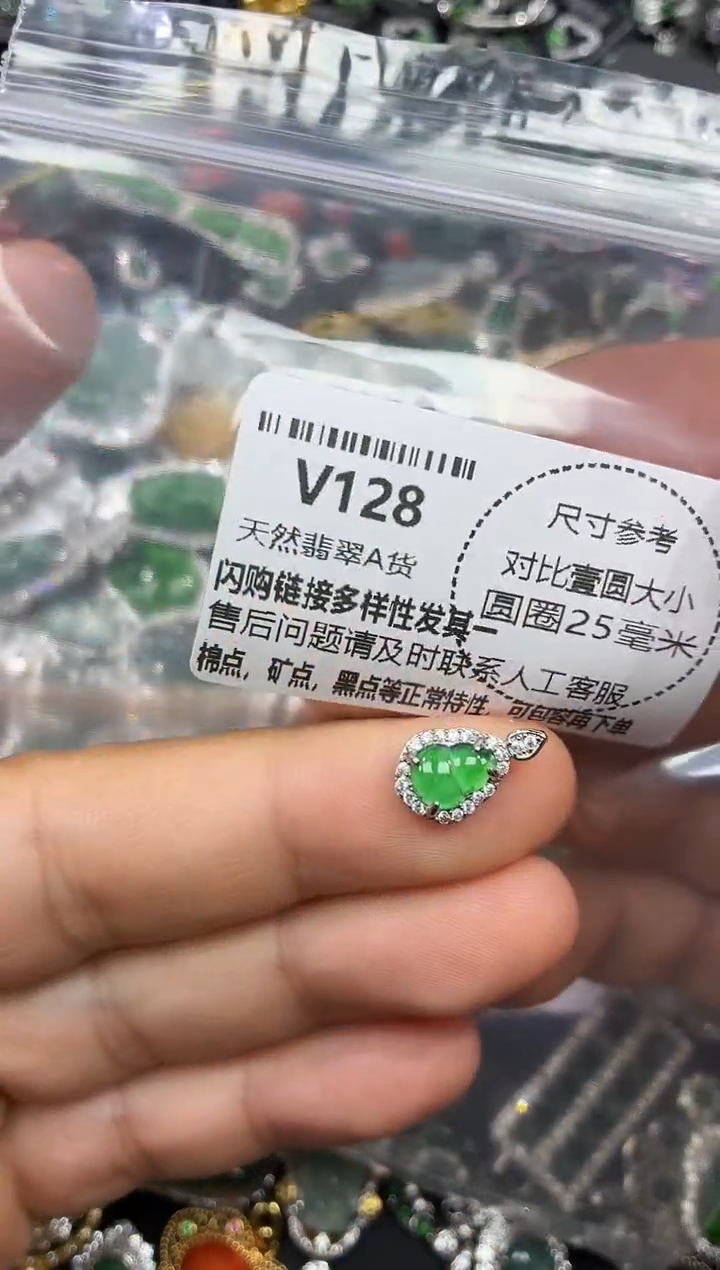 V128
天然翡翠A货
闪购链接多样性发其一
售后问题请及时联系人工客服
棉点，矿点，黑点等正常特性，可包容再下单
尺寸参考
对比壹圆大小
圆圈25毫米